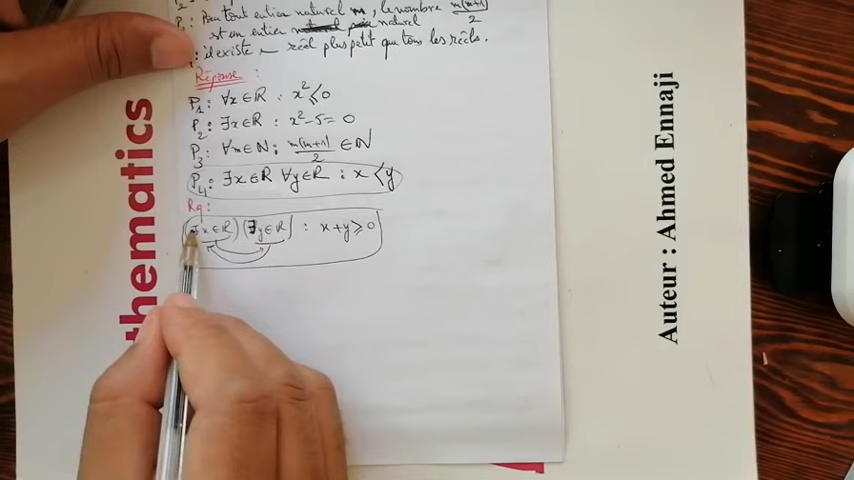 P₃: Pour tout entier naturel n, le nombre n(n+1)/2
est un entier naturel
il existe un réel plus petit que tous les réels.
Réponse :
P₁: ∀x∈ℝ : x²⩽0
P₂: ∃x∈ℝ : x²-5=0
P₃: ∀n∈ℕ : n(n+1)/2 ∈ℕ
P₄: ∃x∈ℝ ∀y∈ℝ : x<y
Rq:
(∃x∈ℝ) (∃y∈ℝ) : x+y⩾0
thematics
Auteur : Ahmed Ennaji